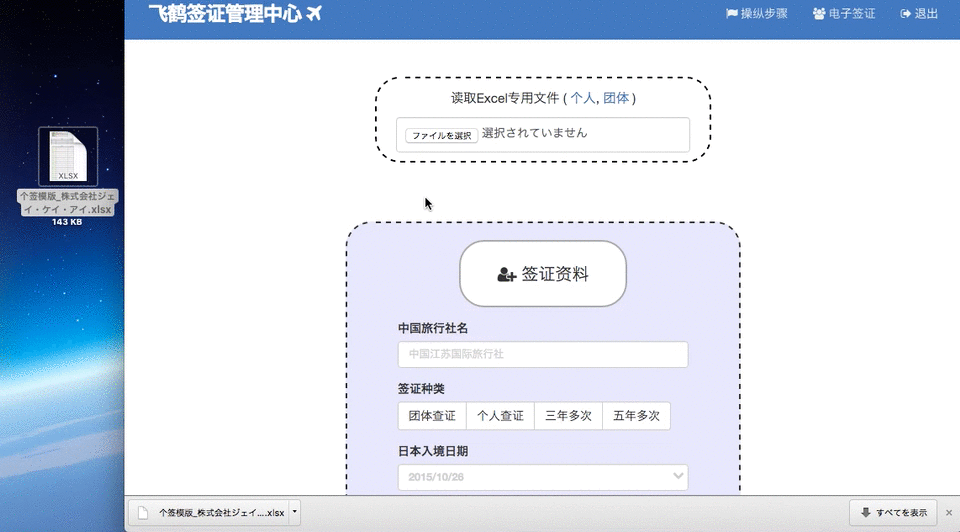 飞鹤签证管理中心
操纵步骤
电子签证
退出
读取Excel专用文件 ( 个人, 团体 )
ファイルを選択 選択されていません
XLSX
个签模版_株式会社ジェ
イ・ケイ・アイ.xlsx
143 KB
签证资料
中国旅行社名
中国江苏国际旅行社
签证种类
团体查证 个人查证 三年多次 五年多次
日本入境日期
2015/10/26
个签模版_株式会社ジェイ....xlsx
すべてを表示